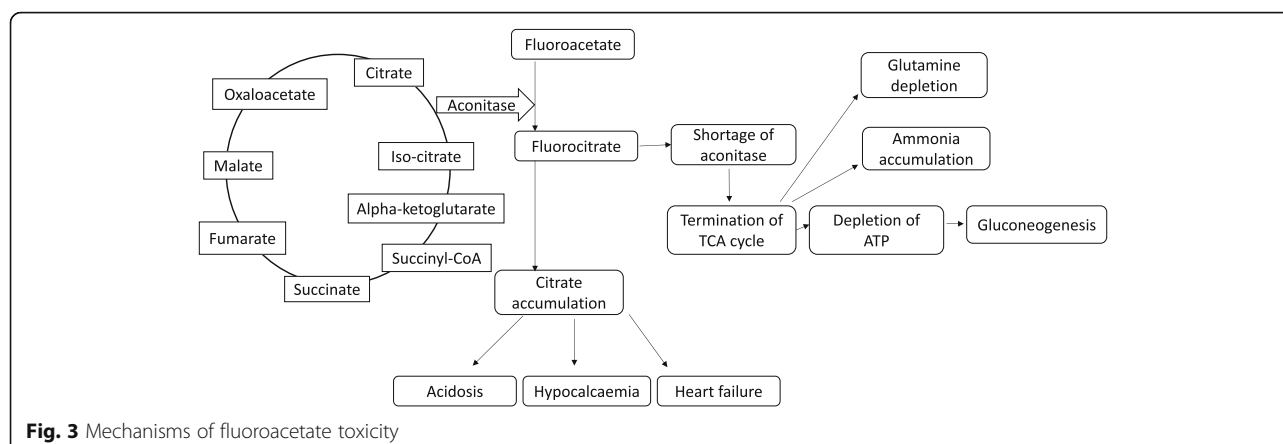 Fluoroacetate
Citrate
Oxaloacetate
Aconitase
Iso-citrate
Malate
Alpha-ketoglutarate
Fumarate
Succinyl-CoA
Succinate
Fluorocitrate
Shortage of
aconitase
Glutamine
depletion
Ammonia
accumulation
Termination of
TCA cycle
Depletion of
ATP
Gluconeogenesis
Citrate
accumulation
Acidosis
Hypocalcaemia
Heart failure
Fig. 3 Mechanisms of fluoroacetate toxicity